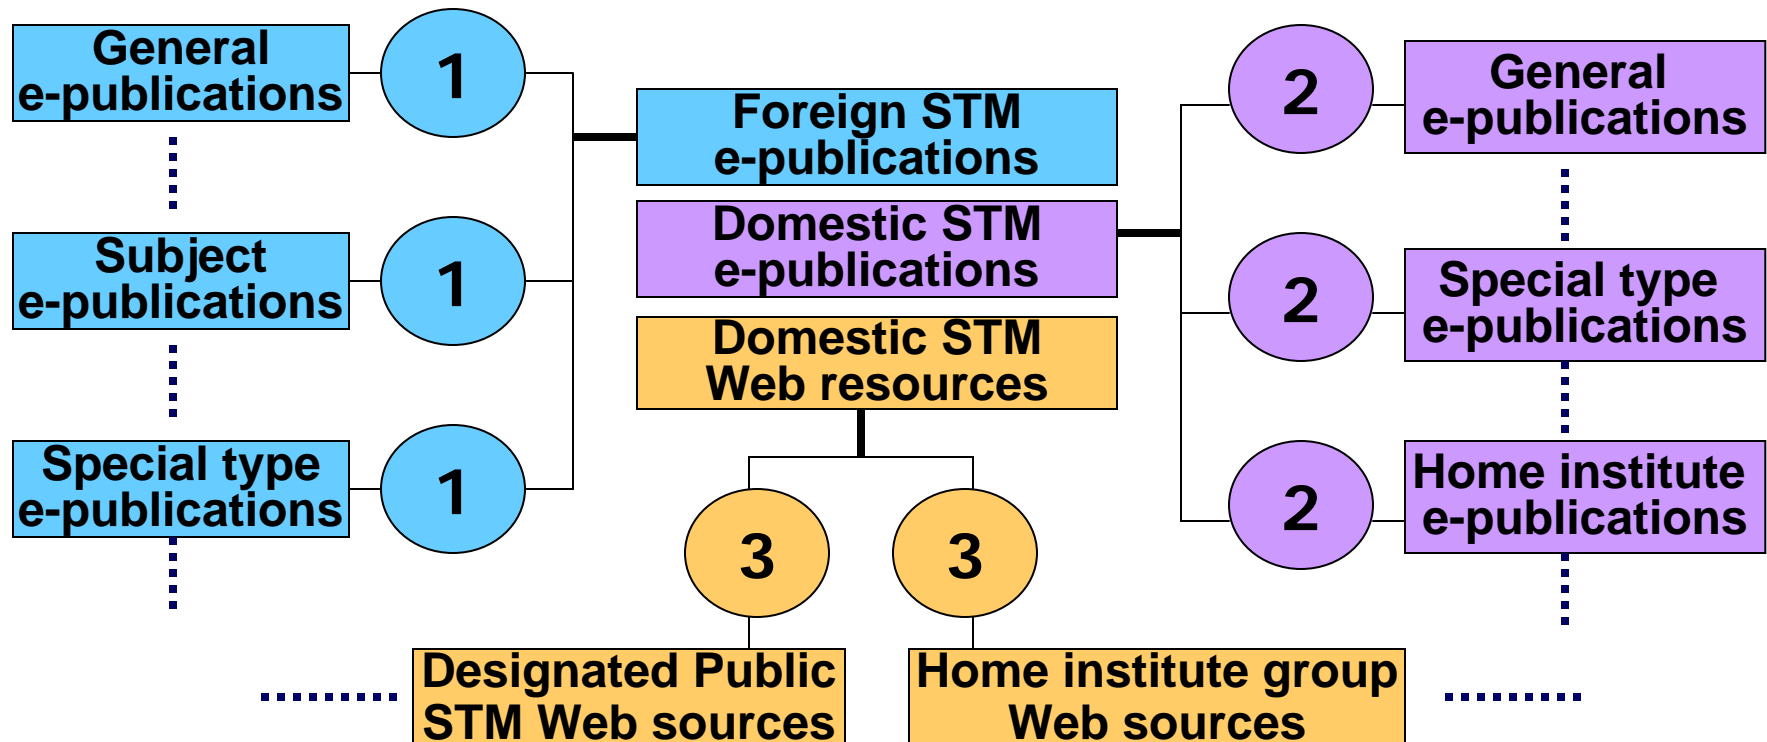 General
e-publications
1
Subject
e-publications
1
Special type
e-publications
1
Foreign STM
e-publications
Domestic STM
e-publications
Domestic STM
Web resources
2
General
e-publications
2
Special type
e-publications
2
Home institute
e-publications
3
3
Designated Public
STM Web sources
Home institute group
Web sources